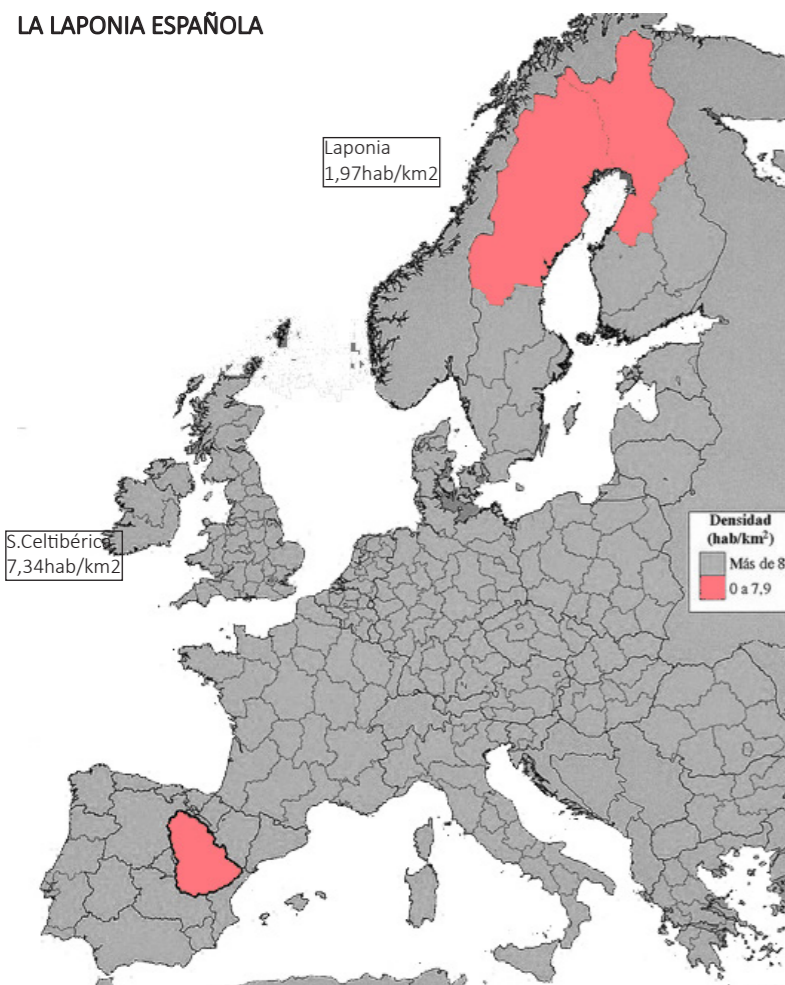 LA LAPONIA ESPAÑOLA
Laponia
1,97hab/km2
S.Celtibérica
7,34hab/km2
Densidad
(hab/km²)
Más de 8
0 a 7,9